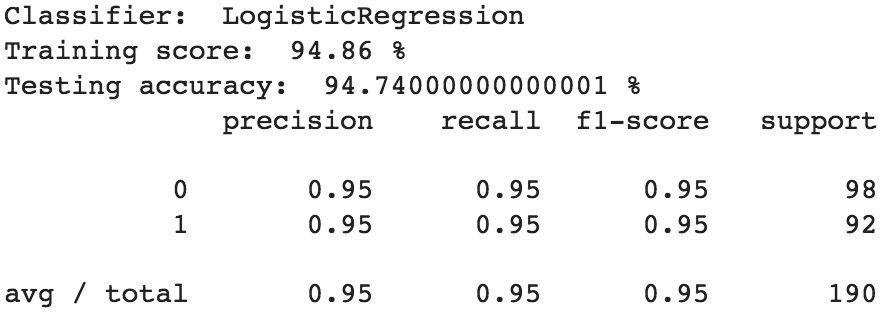 Classifier:  LogisticRegression
Training score:  94.86 %
Testing accuracy:  94.74000000000001 %
precision    recall  f1-score   support
0       0.95      0.95      0.95        98
1       0.95      0.95      0.95        92
avg / total       0.95      0.95      0.95       190